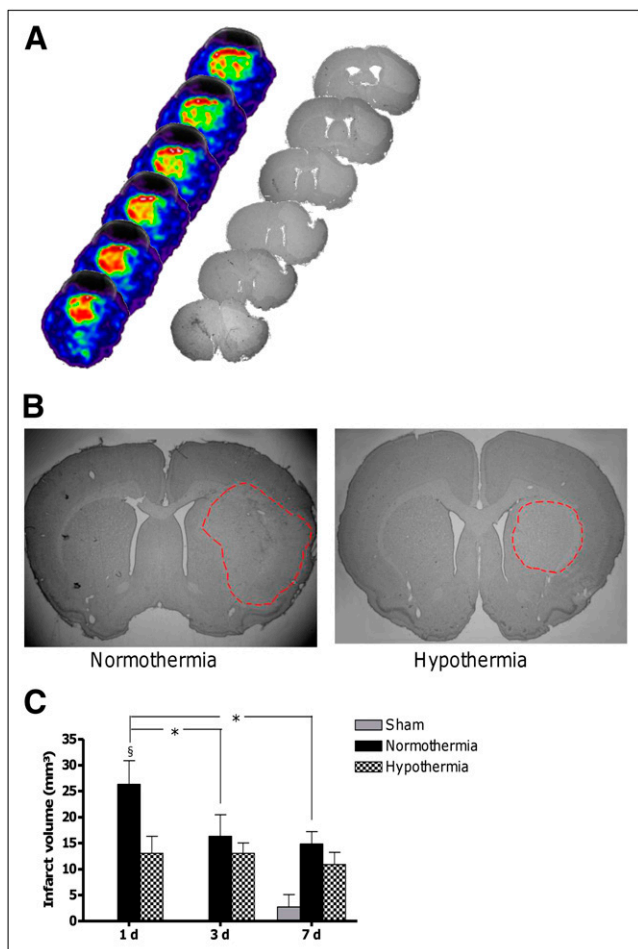 A
B
Normothermia
Hypothermia
C
Sham
Normothermia
Hypothermia
Infarct volume (mm³)
35
30
25
20
15
10
5
0
§
*
*
1 d
3 d
7 d